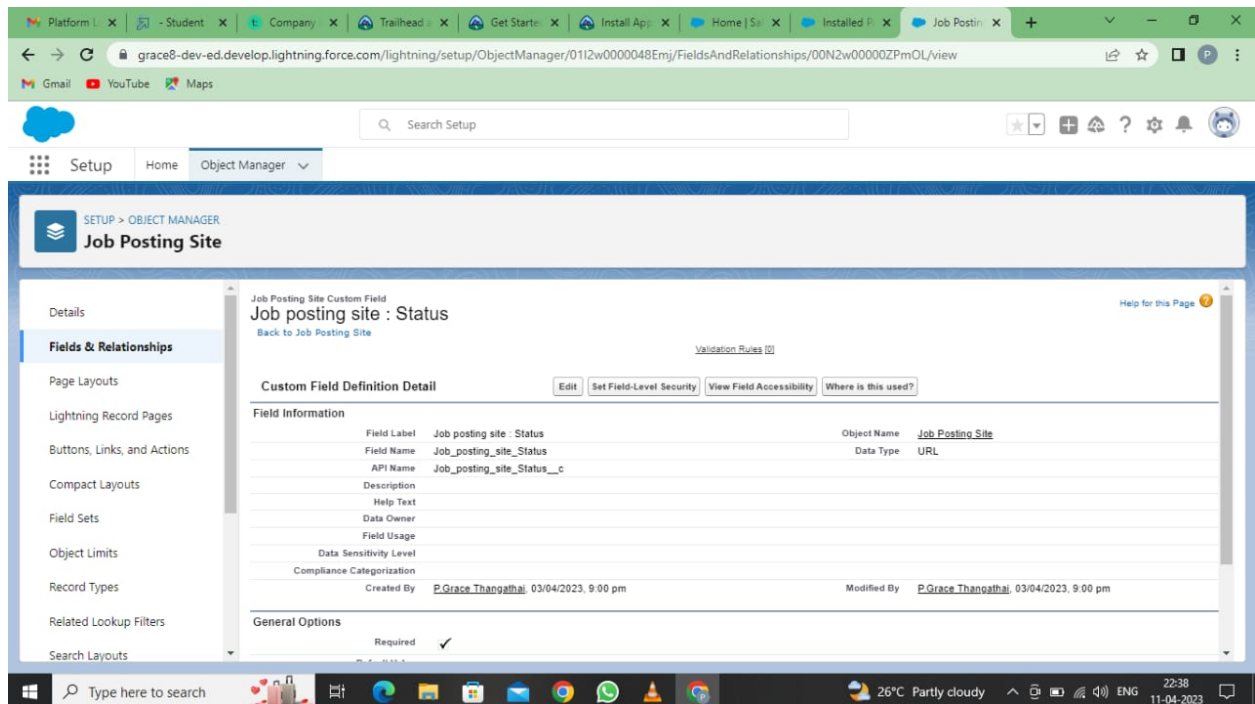 Platform L
- Student
Company
Trailhead
Get Starte
Install App
Home | Sa
Installed P
Job Postin
grace8-dev-ed.develop.lightning.force.com/lightning/setup/ObjectManager/01I2w0000048Emj/FieldsAndRelationships/00N2w00000ZPmOL/view
P
Gmail YouTube Maps
Search Setup
Setup Home Object Manager
SETUP > OBJECT MANAGER
Job Posting Site
Details
Fields & Relationships
Page Layouts
Lightning Record Pages
Buttons, Links, and Actions
Compact Layouts
Field Sets
Object Limits
Record Types
Related Lookup Filters
Search Layouts
Job Posting Site Custom Field
Job posting site : Status
Back to Job Posting Site
Help for this Page
Validation Rules [0]
Custom Field Definition Detail Edit Set Field-Level Security View Field Accessibility Where is this used?
Field Information
Field Label Job posting site : Status Object Name Job Posting Site
Field Name Job_posting_site_Status Data Type URL
API Name Job_posting_site_Status__c
Description
Help Text
Data Owner
Field Usage
Data Sensitivity Level
Compliance Categorization
Created By P.Grace Thangathai, 03/04/2023, 9:00 pm Modified By P.Grace Thangathai, 03/04/2023, 9:00 pm
General Options
Required
Type here to search
26°C Partly cloudy ENG 22:38
11-04-2023